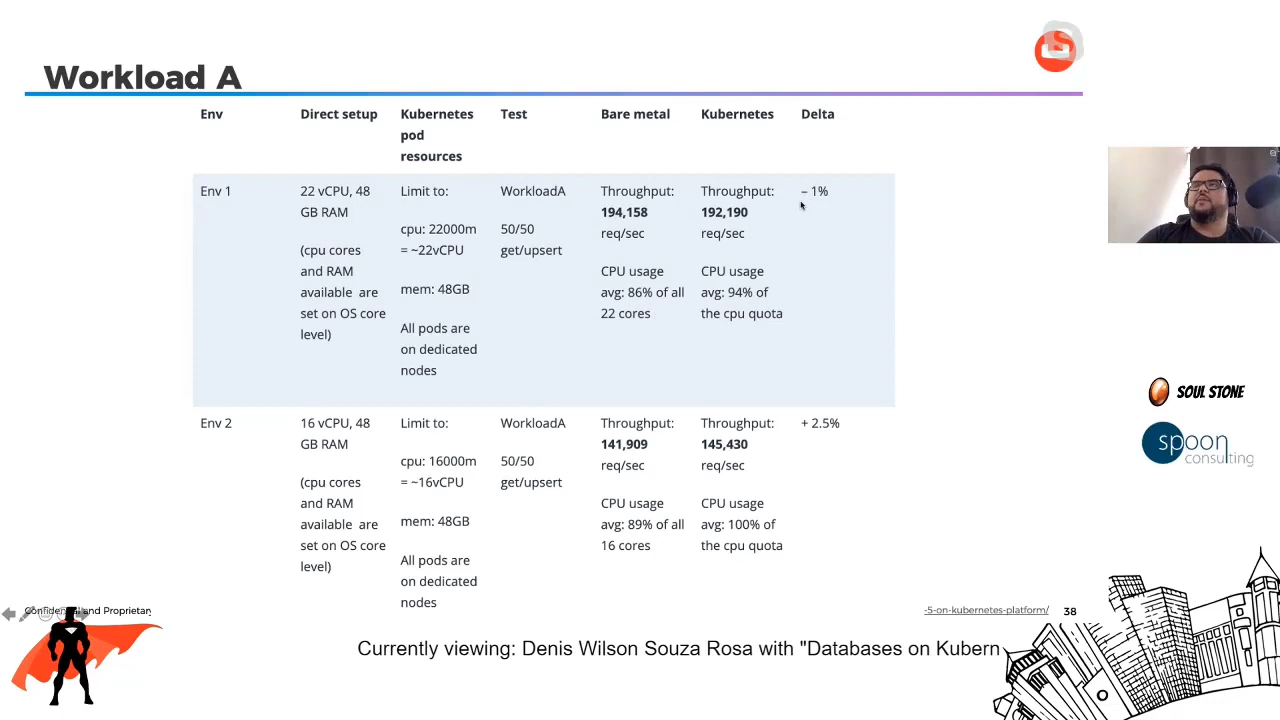 Workload A
Env
Direct setup
Kubernetes
pod
resources
Test
Bare metal
Kubernetes
Delta
Env 1
22 vCPU, 48
GB RAM
(cpu cores
and RAM
available are
set on OS core
level)
Limit to:
cpu: 22000m
= ~22vCPU
mem: 48GB
All pods are
on dedicated
nodes
WorkloadA
50/50
get/upsert
Throughput:
194,158
req/sec
CPU usage
avg: 86% of all
22 cores
Throughput:
192,190
req/sec
CPU usage
avg: 94% of
the cpu quota
– 1%
Env 2
16 vCPU, 48
GB RAM
(cpu cores
and RAM
available are
set on OS core
level)
Limit to:
cpu: 16000m
= ~16vCPU
mem: 48GB
All pods are
on dedicated
nodes
WorkloadA
50/50
get/upsert
Throughput:
141,909
req/sec
CPU usage
avg: 89% of all
16 cores
Throughput:
145,430
req/sec
CPU usage
avg: 100% of
the cpu quota
+ 2.5%
SOUL STONE
spoon
consulting
Confidential and Proprietary
-5-on-kubernetes-platform/
38
Currently viewing: Denis Wilson Souza Rosa with "Databases on Kubern